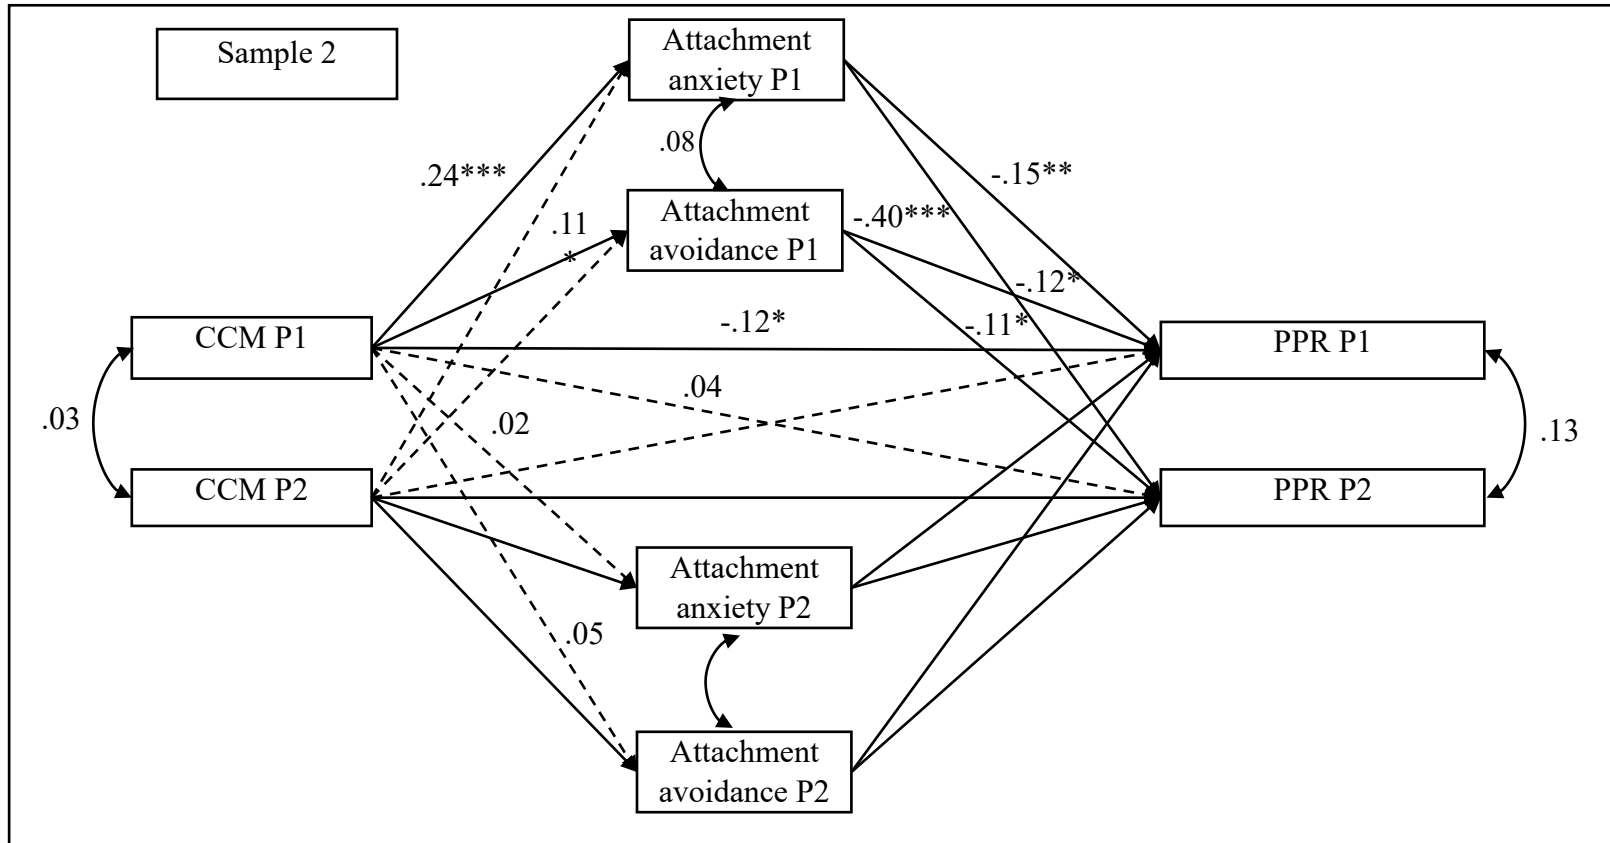 Sample 2
Attachment
anxiety P1
.08
.24***
-.15**
Attachment
avoidance P1
.11
*
-.40***
-.12*
-.12*
-.11*
CCM P1
PPR P1
.03
.04
.02
.13
CCM P2
PPR P2
Attachment
anxiety P2
.05
Attachment
avoidance P2